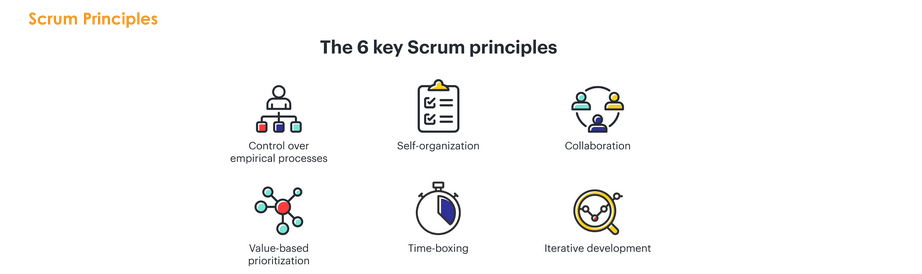 Scrum Principles
The 6 key Scrum principles
Control over
empirical processes
Self-organization
Collaboration
Value-based
prioritization
Time-boxing
Iterative development